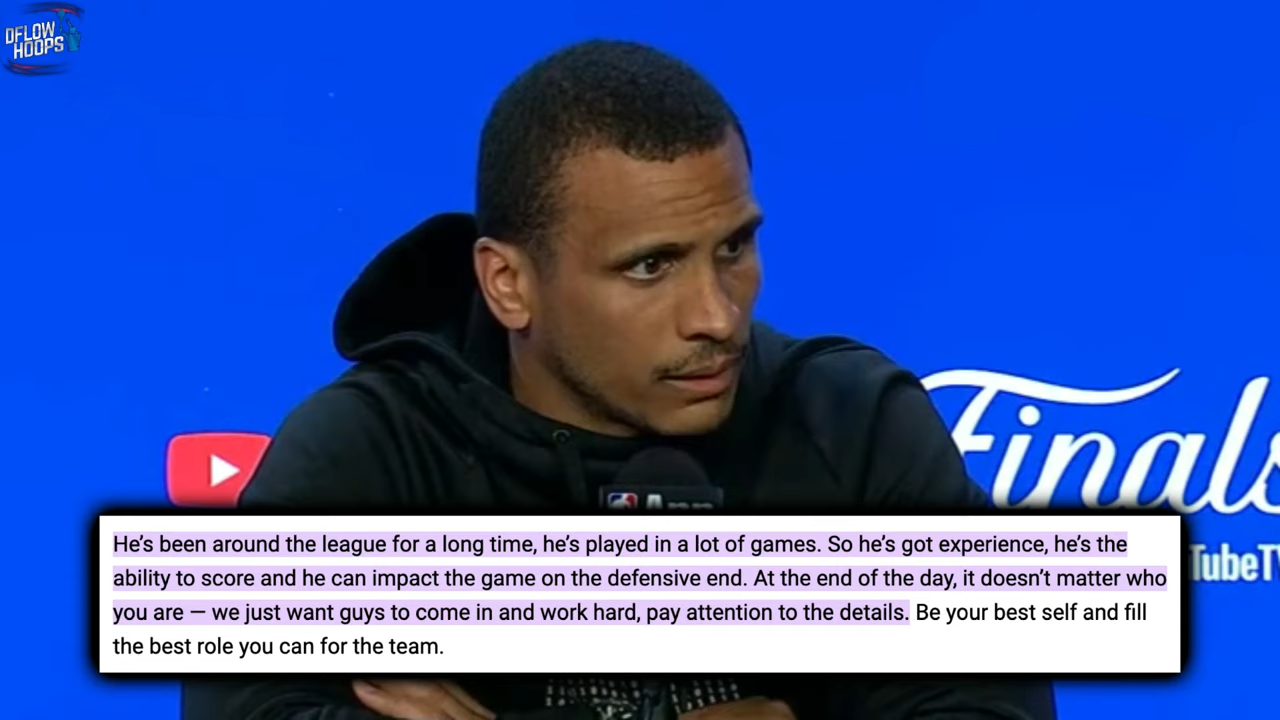 DFLOW
HOOPS
Finals
App
TubeTV
He's been around the league for a long time, he's played in a lot of games. So he's got experience, he's the
ability to score and he can impact the game on the defensive end. At the end of the day, it doesn't matter who
you are — we just want guys to come in and work hard, pay attention to the details. Be your best self and fill
the best role you can for the team.